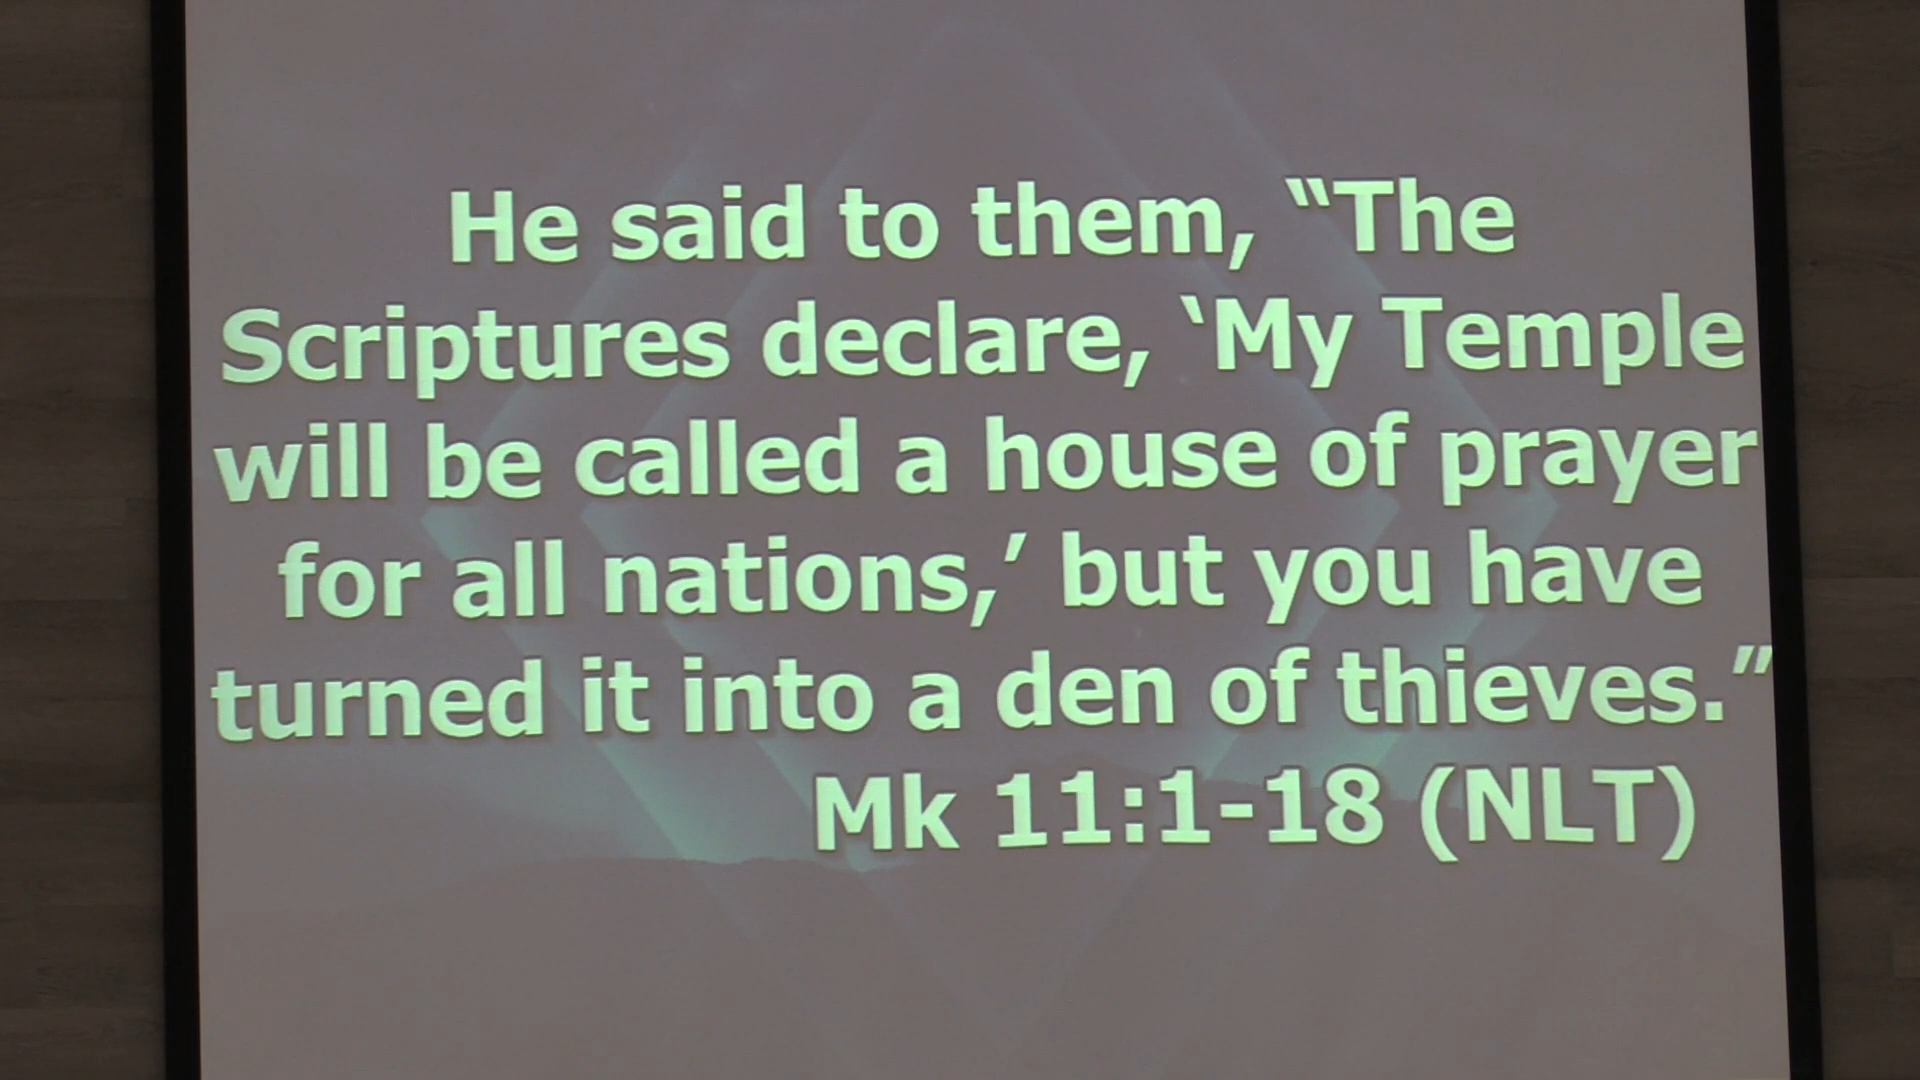 He said to them, “The
Scriptures declare, ‘My Temple
will be called a house of prayer
for all nations,’ but you have
turned it into a den of thieves.”
Mk 11:1-18 (NLT)